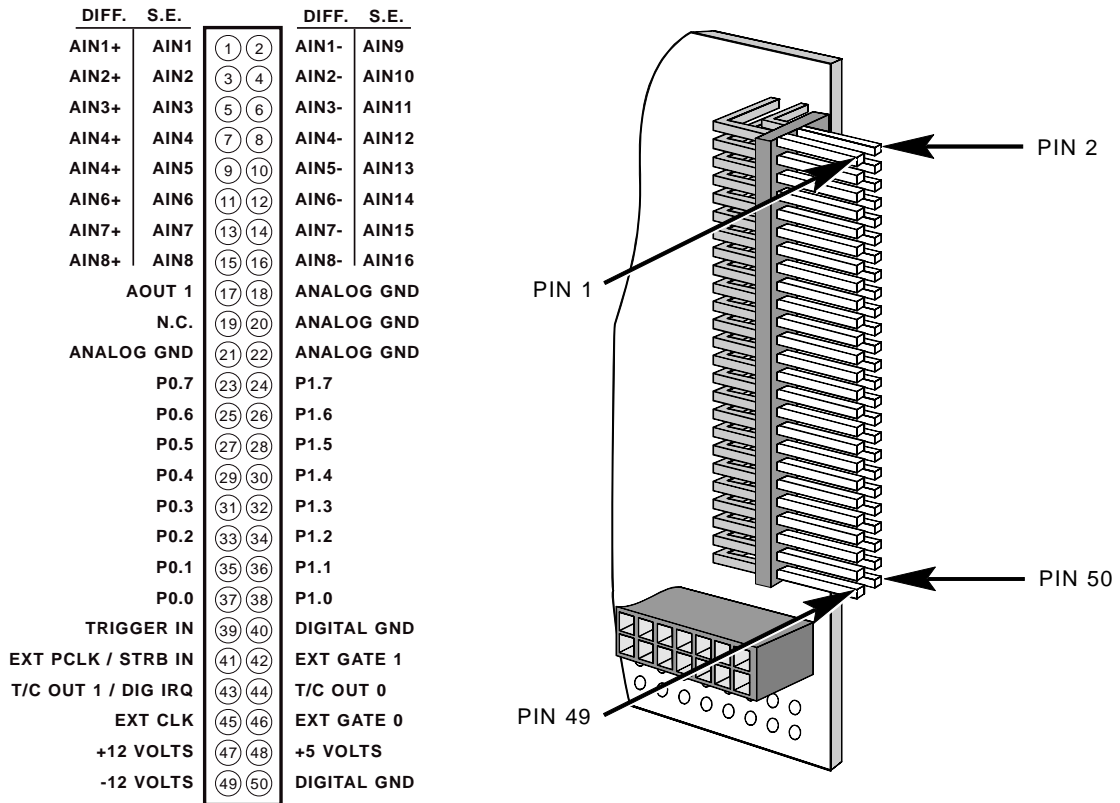 DIFF. S.E. DIFF. S.E.
AIN1+ AIN1 1 2 AIN1- AIN9
AIN2+ AIN2 3 4 AIN2- AIN10
AIN3+ AIN3 5 6 AIN3- AIN11
AIN4+ AIN4 7 8 AIN4- AIN12
AIN4+ AIN5 9 10 AIN5- AIN13
AIN6+ AIN6 11 12 AIN6- AIN14
AIN7+ AIN7 13 14 AIN7- AIN15
AIN8+ AIN8 15 16 AIN8- AIN16
AOUT 1 17 18 ANALOG GND
N.C. 19 20 ANALOG GND
ANALOG GND 21 22 ANALOG GND
P0.7 23 24 P1.7
P0.6 25 26 P1.6
P0.5 27 28 P1.5
P0.4 29 30 P1.4
P0.3 31 32 P1.3
P0.2 33 34 P1.2
P0.1 35 36 P1.1
P0.0 37 38 P1.0
TRIGGER IN 39 40 DIGITAL GND
EXT PCLK / STRB IN 41 42 EXT GATE 1
T/C OUT 1 / DIG IRQ 43 44 T/C OUT 0
EXT CLK 45 46 EXT GATE 0
+12 VOLTS 47 48 +5 VOLTS
-12 VOLTS 49 50 DIGITAL GND
PIN 2
PIN 1
PIN 50
PIN 49